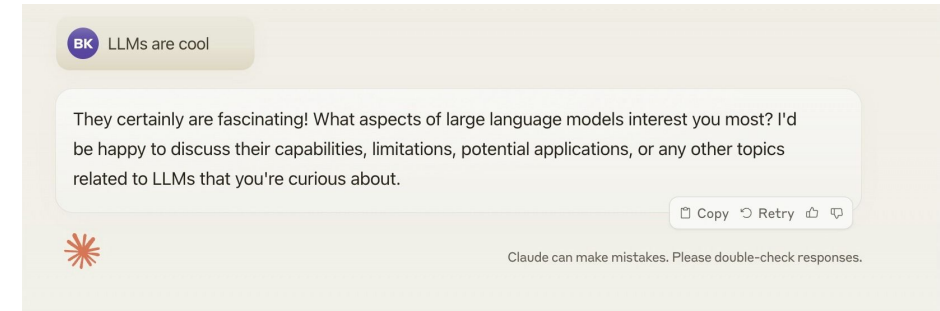 BK LLMs are cool
They certainly are fascinating! What aspects of large language models interest you most? I'd
be happy to discuss their capabilities, limitations, potential applications, or any other topics
related to LLMs that you're curious about.
Copy Retry
Claude can make mistakes. Please double-check responses.